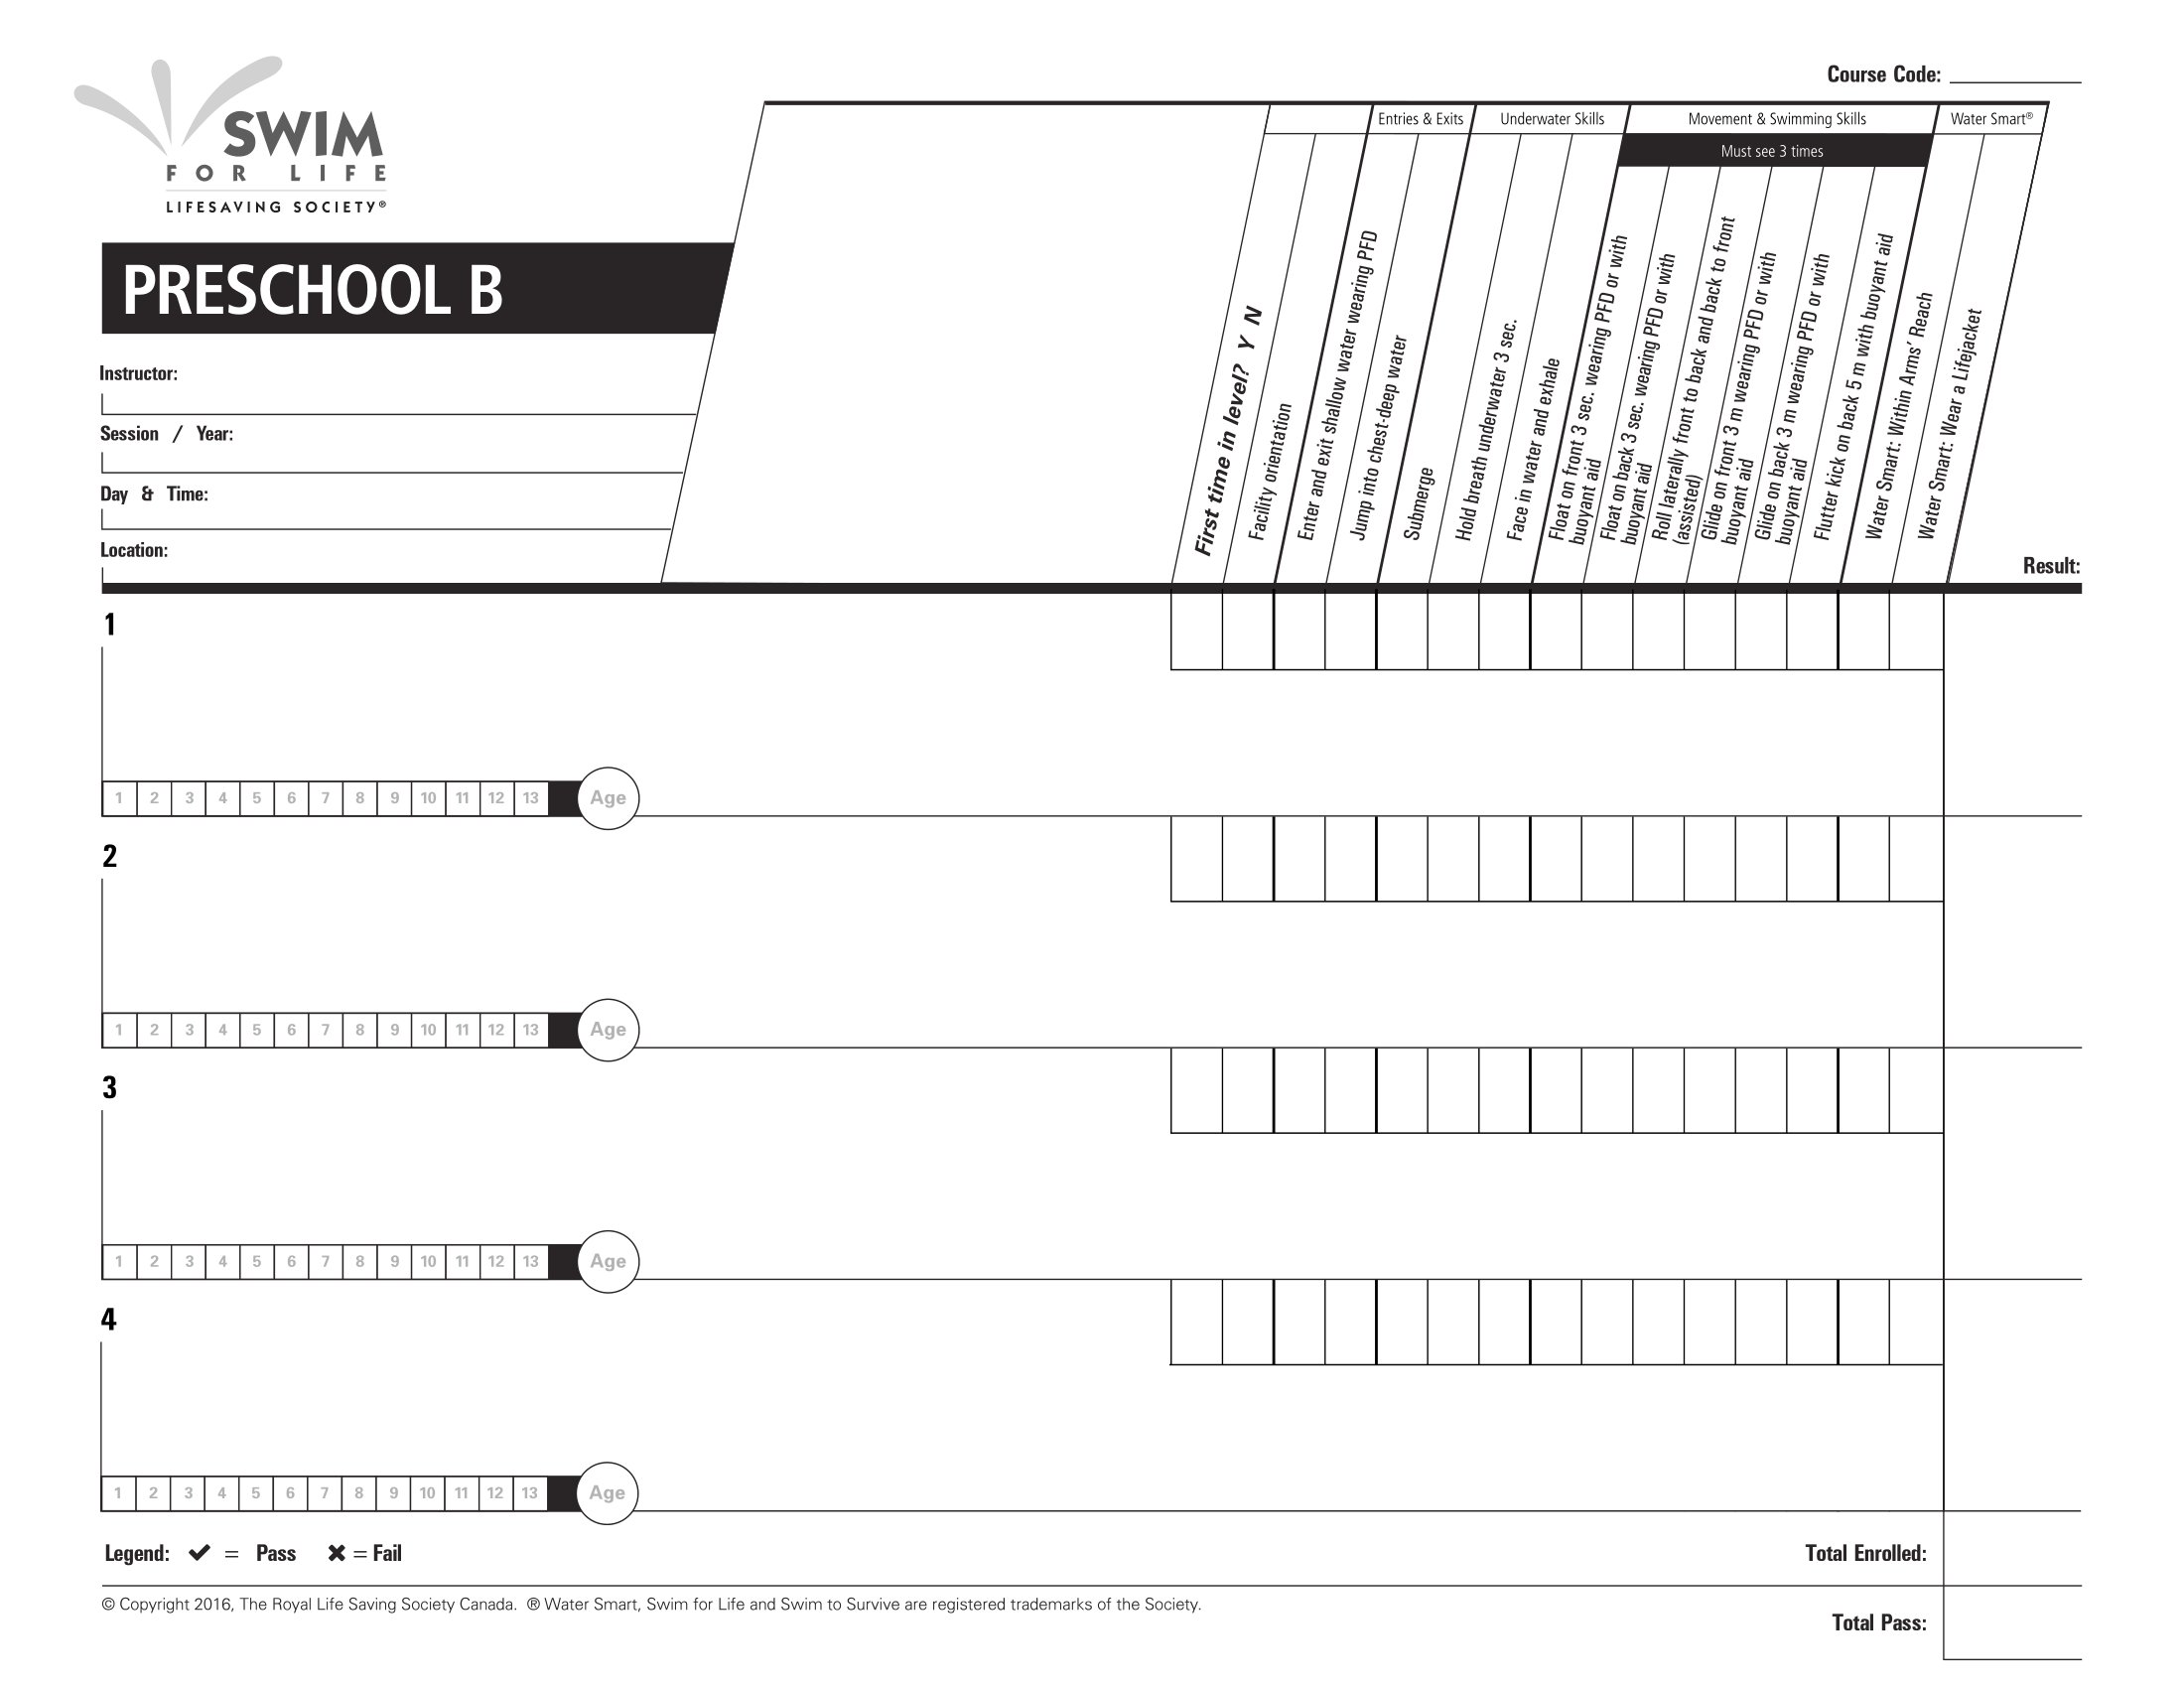 Course Code:
SWIM
FOR LIFE
LIFESAVING SOCIETY®
Entries & Exits
Underwater Skills
Movement & Swimming Skills
Water Smart®
Must see 3 times
PRESCHOOL B
Instructor:
Session / Year:
Day & Time:
Location:
First time in level? Y N
Facility orientation
Enter and exit shallow water wearing PFD
Jump into chest-deep water
Submerge
Hold breath underwater 3 sec.
Face in water and exhale
Float on front 3 sec. wearing PFD or with
buoyant aid
Float on back 3 sec. wearing PFD or with
buoyant aid
Roll laterally front to back and back to front
(assisted)
Glide on front 3 m wearing PFD or with
buoyant aid
Glide on back 3 m wearing PFD or with
buoyant aid
Flutter kick on back 5 m with buoyant aid
Water Smart: Within Arms' Reach
Water Smart: Wear a Lifejacket
Result:
1
1 2 3 4 5 6 7 8 9 10 11 12 13 Age
2
1 2 3 4 5 6 7 8 9 10 11 12 13 Age
3
1 2 3 4 5 6 7 8 9 10 11 12 13 Age
4
1 2 3 4 5 6 7 8 9 10 11 12 13 Age
Legend: ✔ = Pass ✖ = Fail
Total Enrolled:
© Copyright 2016, The Royal Life Saving Society Canada. ® Water Smart, Swim for Life and Swim to Survive are registered trademarks of the Society.
Total Pass: